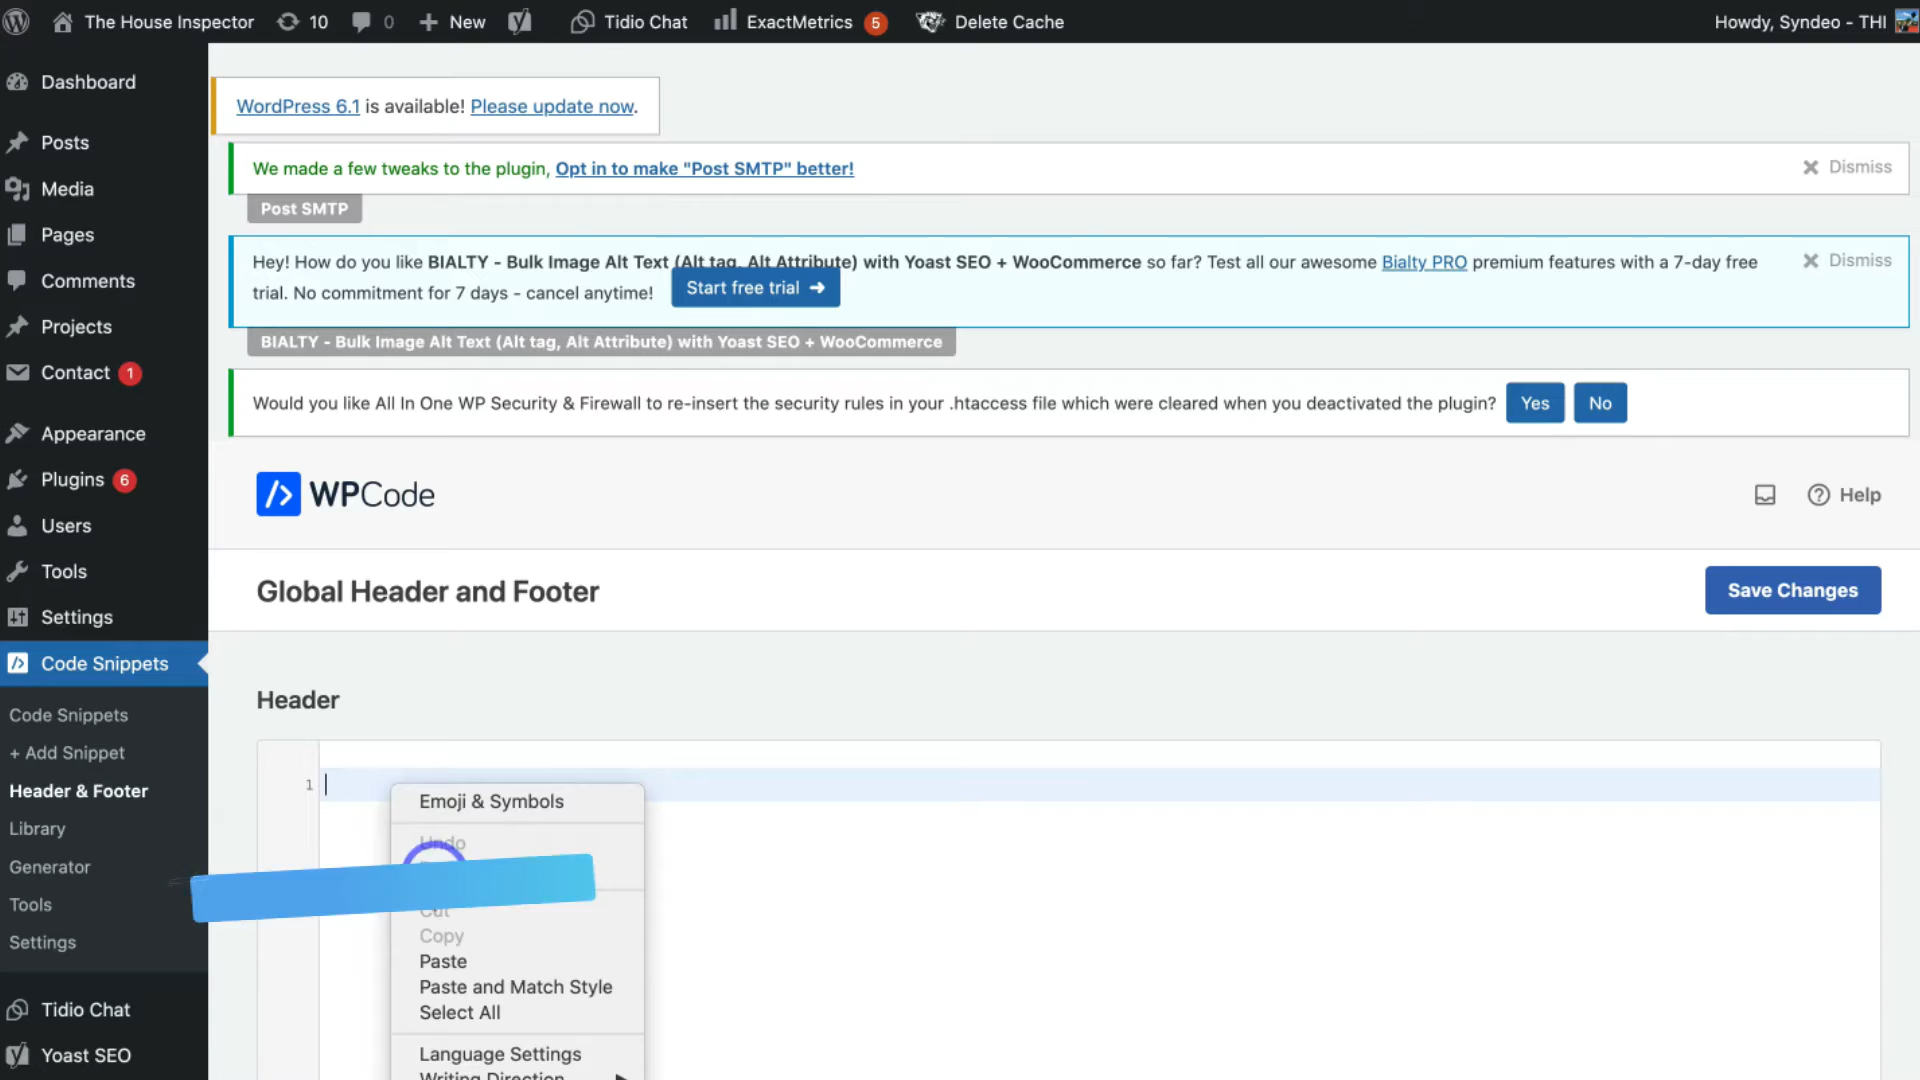 The House Inspector 10 0 New Tidio Chat ExactMetrics 5 Delete Cache Howdy, Syndeo - THI
Dashboard
Posts
Media
Pages
Comments
Projects
Contact 1
Appearance
Plugins 6
Users
Tools
Settings
Code Snippets
Code Snippets
+ Add Snippet
Header & Footer
Library
Generator
Tools
Settings
Tidio Chat
Yoast SEO
WordPress 6.1 is available! Please update now.
We made a few tweaks to the plugin, Opt in to make "Post SMTP" better! Dismiss
Post SMTP
Hey! How do you like BIALTY - Bulk Image Alt Text (Alt tag, Alt Attribute) with Yoast SEO + WooCommerce so far? Test all our awesome Bialty PRO premium features with a 7-day free Dismiss
trial. No commitment for 7 days - cancel anytime! Start free trial →
BIALTY - Bulk Image Alt Text (Alt tag, Alt Attribute) with Yoast SEO + WooCommerce
Would you like All In One WP Security & Firewall to re-insert the security rules in your .htaccess file which were cleared when you deactivated the plugin? Yes No
WPCode Help
Global Header and Footer Save Changes
Header
1
Emoji & Symbols
Undo
Cut
Copy
Paste
Paste and Match Style
Select All
Language Settings
Writing Direction